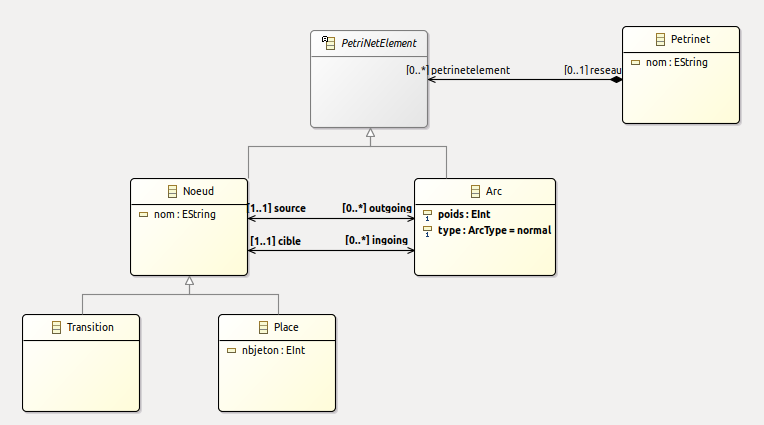 PetriNetElement
Petrinet
nom : EString
[0..*] petrinetelement
[0..1] reseau
Noeud
nom : EString
[1..1] source
[0..*] outgoing
[1..1] cible
[0..*] ingoing
Arc
poids : EInt
type : ArcType = normal
Transition
Place
nbjeton : EInt